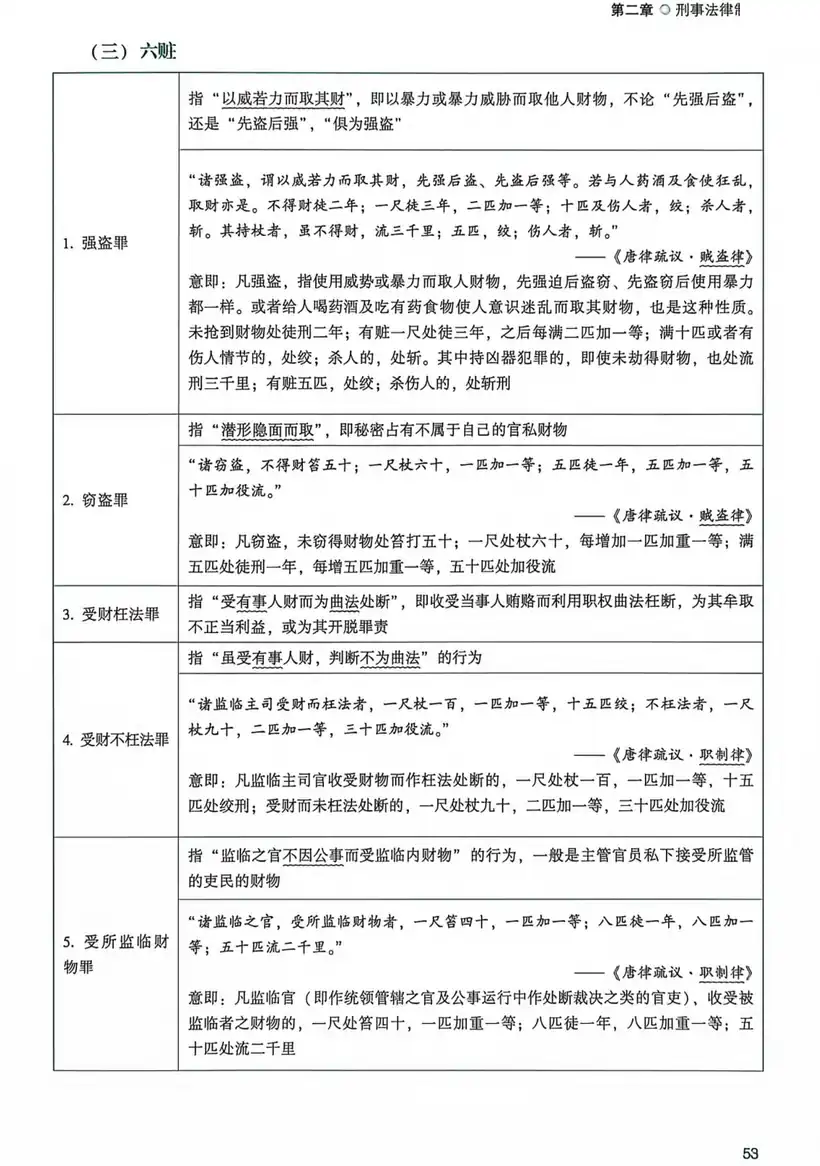 第二章 ○ 刑事法律制
（三）六赃
1. 强盗罪
指“以威若力而取其财”，即以暴力或暴力威胁而取他人财物，不论“先强后盗”，
还是“先盗后强”，“俱为强盗”
“诸强盗，谓以威若力而取其财，先强后盗、先盗后强等。若与人药酒及食使狂乱，
取财亦是。不得财徒二年；一尺徒三年，二匹加一等；十匹及伤人者，绞；杀人者，
斩。其持杖者，虽不得财，流三千里；五匹，绞；伤人者，斩。”
——《唐律疏议·贼盗律》
意即：凡强盗，指使用威势或暴力而取人财物，先强迫后盗窃、先盗窃后使用暴力
都一样。或者给人喝药酒及吃有药食物使人意识迷乱而取其财物，也是这种性质。
未抢到财物处徒刑二年；有赃一尺处徒三年，之后每满二匹加一等；满十匹或者有
伤人情节的，处绞；杀人的，处斩。其中持凶器犯罪的，即使未劫得财物，也处流
刑三千里；有赃五匹，处绞；杀伤人的，处斩刑
2. 窃盗罪
指“潜形隐面而取”，即秘密占有不属于自己的官私财物
“诸窃盗，不得财笞五十；一尺杖六十，一匹加一等；五匹徒一年，五匹加一等，五
十匹加役流。”
——《唐律疏议·贼盗律》
意即：凡窃盗，未窃得财物处笞打五十；一尺处杖六十，每增加一匹加重一等；满
五匹处徒刑一年，每增五匹加重一等，五十匹处加役流
3. 受财枉法罪
指“受有事人财而为曲法处断”，即收受当事人贿赂而利用职权曲法枉断，为其牟取
不正当利益，或为其开脱罪责
4. 受财不枉法罪
指“虽受有事人财，判断不为曲法”的行为
“诸监临主司受财而枉法者，一尺杖一百，一匹加一等，十五匹绞；不枉法者，一尺
杖九十，二匹加一等，三十匹加役流。”
——《唐律疏议·职制律》
意即：凡监临主司官收受财物而作枉法处断的，一尺处杖一百，一匹加一等，十五
匹处绞刑；受财而未枉法处断的，一尺处杖九十，二匹加一等，三十匹处加役流
5. 受所监临财
物罪
指“监临之官不因公事而受监临内财物”的行为，一般是主管官员私下接受所监管
的吏民的财物
“诸监临之官，受所监临财物者，一尺笞四十，一匹加一等；八匹徒一年，八匹加一
等；五十匹流二千里。”
——《唐律疏议·职制律》
意即：凡监临官（即作统领管辖之官及公事运行中作处断裁决之类的官吏），收受被
监临者之财物的，一尺处笞四十，一匹加重一等；八匹徒一年，八匹加重一等；五
十匹处流二千里
53